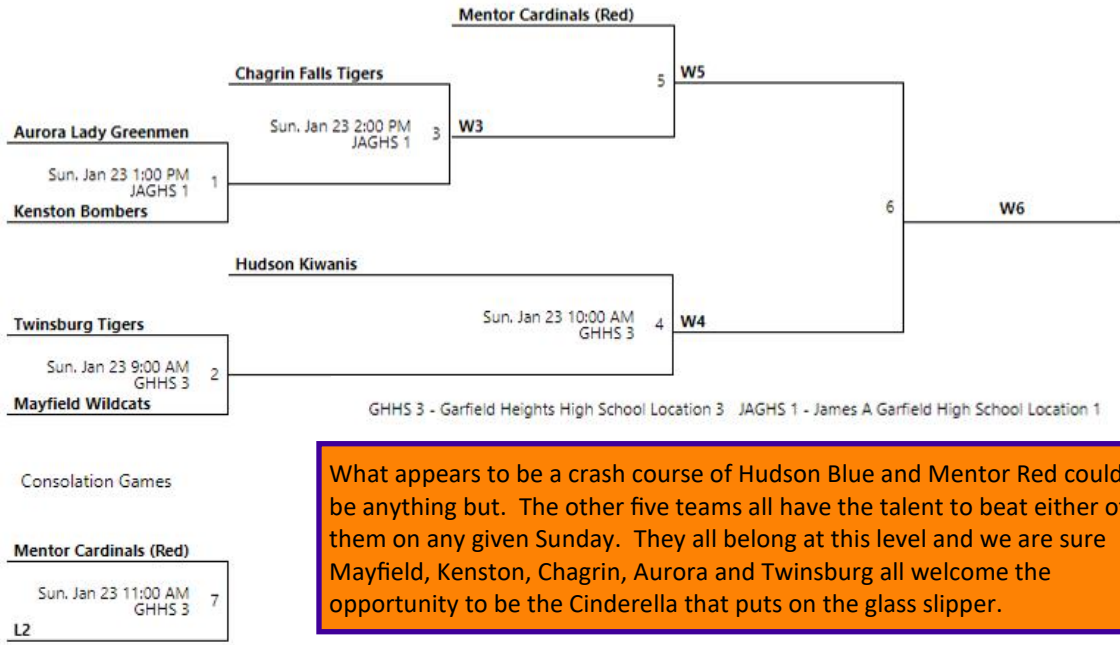 Mentor Cardinals (Red)
Chagrin Falls Tigers
5 W5
Aurora Lady Greenmen
Sun. Jan 23 2:00 PM
JAGHS 1
3 W3
Sun. Jan 23 1:00 PM
JAGHS 1
1
Kenston Bombers
6 W6
Hudson Kiwanis
Twinsburg Tigers
Sun. Jan 23 10:00 AM
GHHS 3
4 W4
Sun. Jan 23 9:00 AM
GHHS 3
2
Mayfield Wildcats
GHHS 3 - Garfield Heights High School Location 3 JAGHS 1 - James A Garfield High School Location 1
Consolation Games
Mentor Cardinals (Red)
Sun. Jan 23 11:00 AM
GHHS 3
7
L2
What appears to be a crash course of Hudson Blue and Mentor Red could
be anything but. The other five teams all have the talent to beat either
them on any given Sunday. They all belong at this level and we are sure
Mayfield, Kenston, Chagrin, Aurora and Twinsburg all welcome the
opportunity to be the Cinderella that puts on the glass slipper.